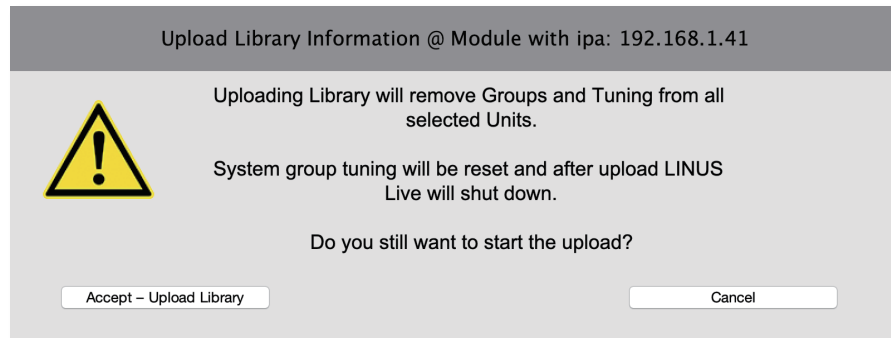 Upload Library Information @ Module with ipa: 192.168.1.41
Uploading Library will remove Groups and Tuning from all
selected Units.
System group tuning will be reset and after upload LINUS
Live will shut down.
Do you still want to start the upload?
Accept – Upload Library
Cancel